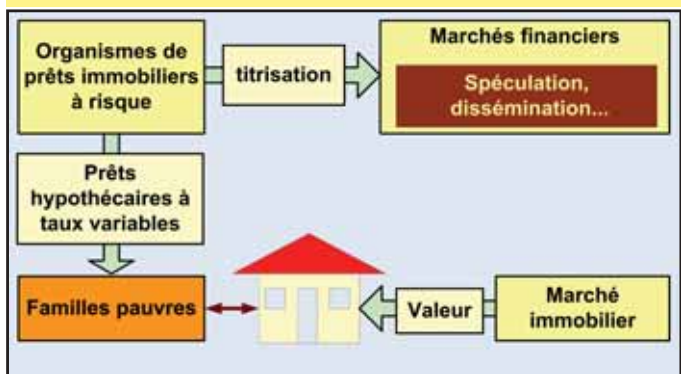 Organismes de
prêts immobiliers
à risque
titrisation
Marchés financiers
Spéculation,
dissémination...
Prêts
hypothécaires à
taux variables
Familles pauvres
Valeur
Marché
immobilier